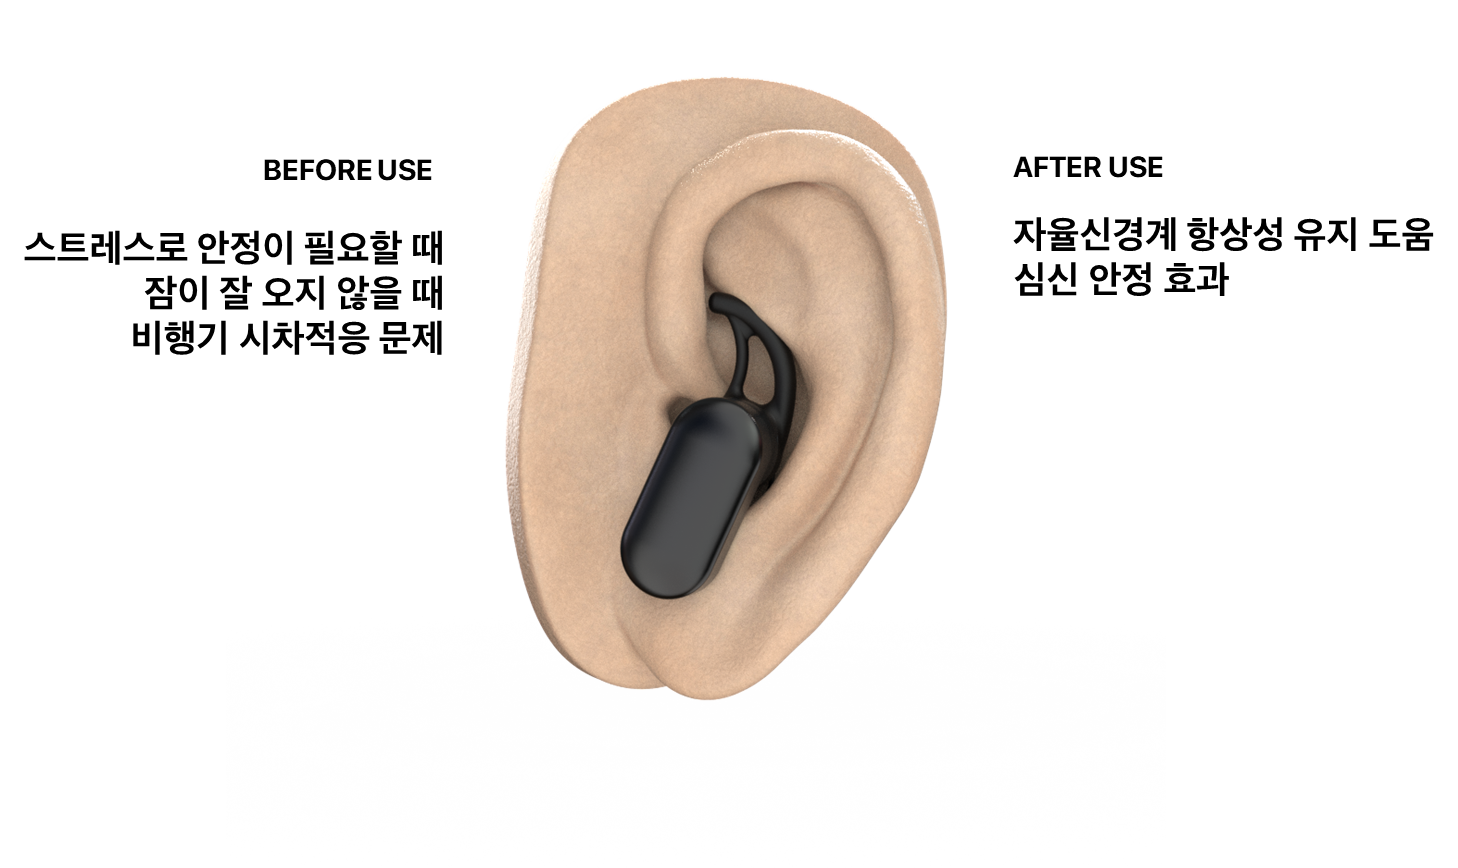 BEFORE USE
스트레스로 안정이 필요할 때
잠이 잘 오지 않을 때
비행기 시차적응 문제
AFTER USE
자율신경계 항상성 유지 도움
심신 안정 효과